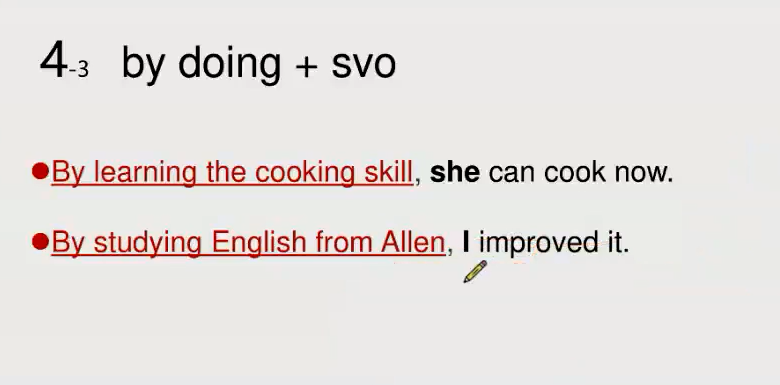 4-3 by doing + svo
●By learning the cooking skill, she can cook now.
●By studying English from Allen, I improved it.